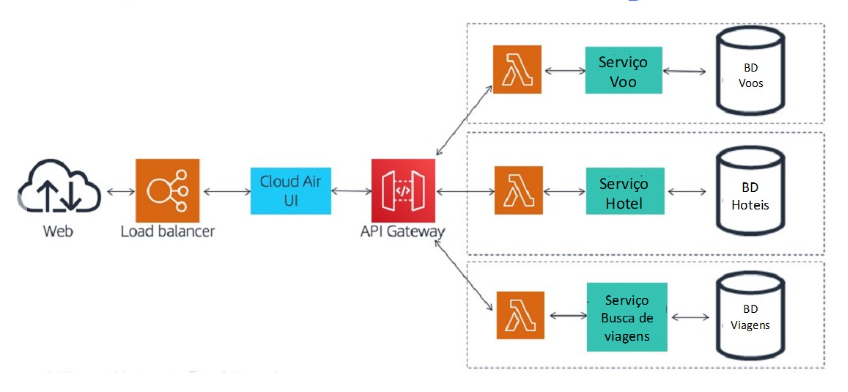 Serviço
Voo
BD
Voos
Cloud Air
UI
Serviço
Hotel
BD
Hoteis
Web
Load balancer
API Gateway
Serviço
Busca de
viagens
BD
Viagens